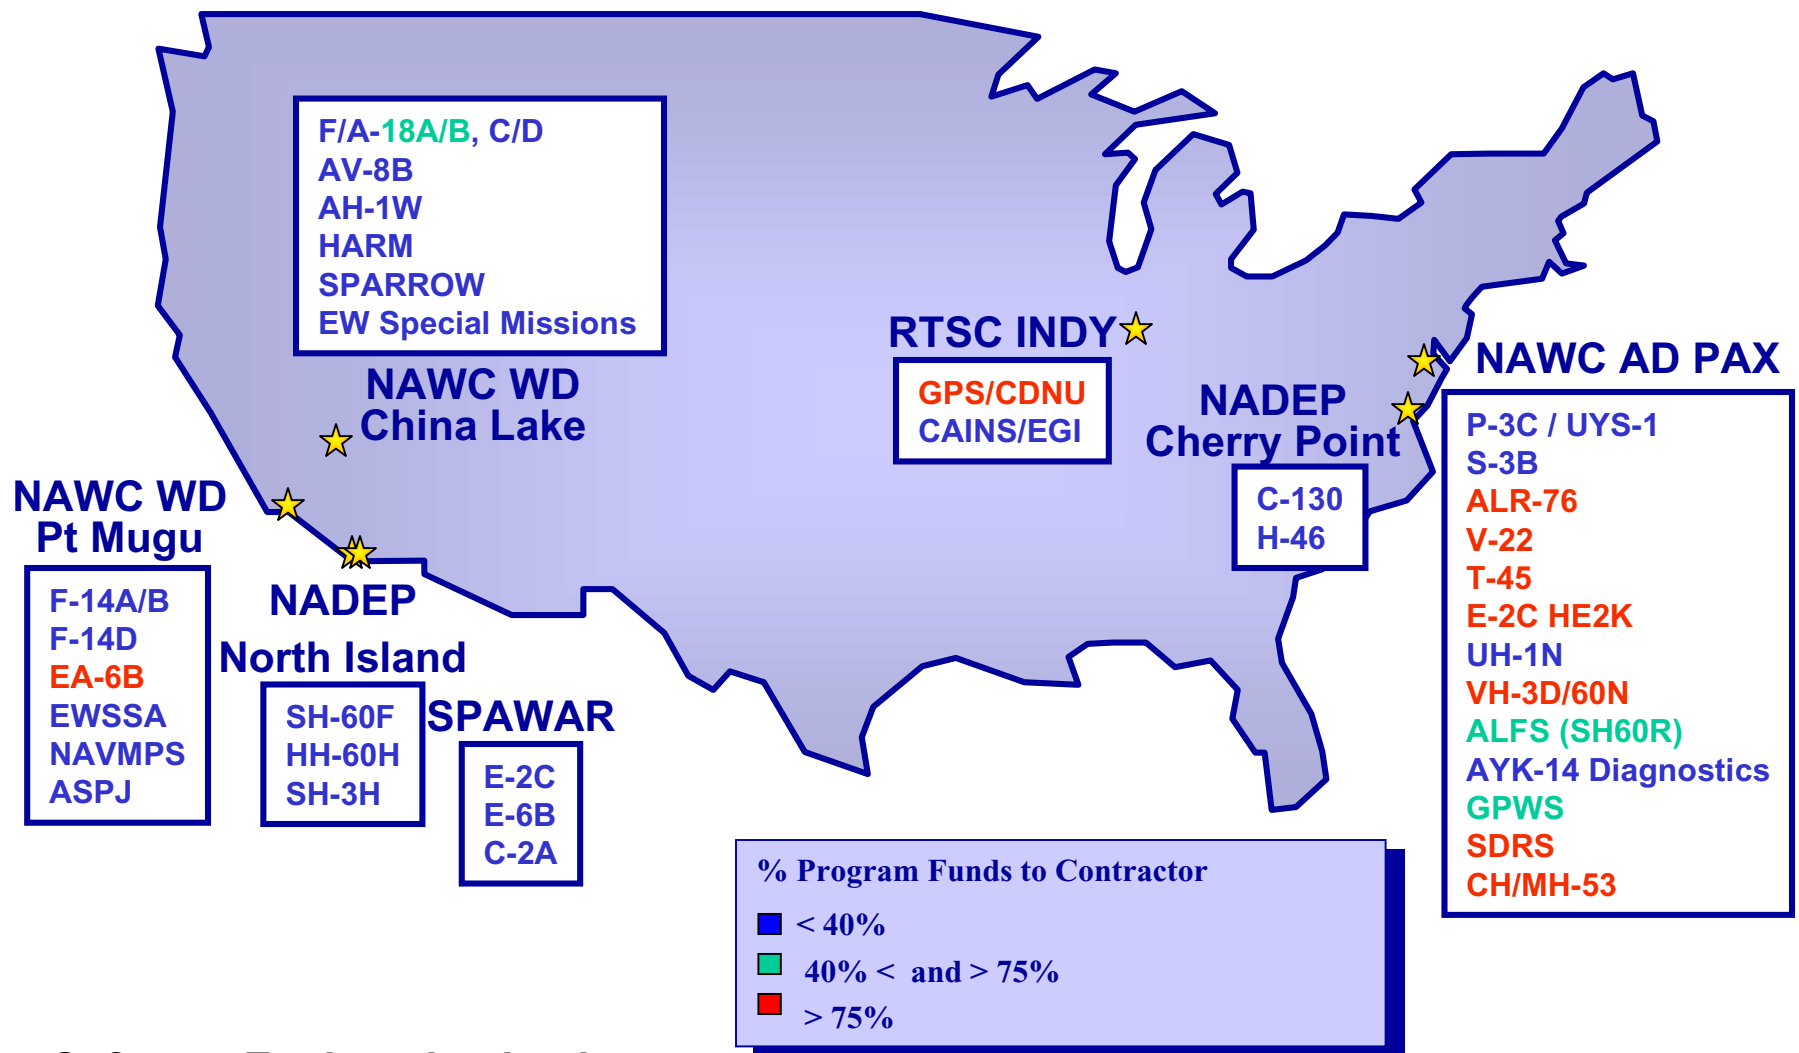 F/A-18A/B, C/D
AV-8B
AH-1W
HARM
SPARROW
EW Special Missions
NAWC WD
China Lake
RTSC INDY
GPS/CDNU
CAINS/EGI
NADEP
Cherry Point
C-130
H-46
NAWC AD PAX
P-3C / UYS-1
S-3B
ALR-76
V-22
T-45
E-2C HE2K
UH-1N
VH-3D/60N
ALFS (SH60R)
AYK-14 Diagnostics
GPWS
SDRS
CH/MH-53
NAWC WD
Pt Mugu
F-14A/B
F-14D
EA-6B
EWSSA
NAVMPS
ASPJ
NADEP
North Island
SH-60F
HH-60H
SH-3H
SPAWAR
E-2C
E-6B
C-2A
% Program Funds to Contractor
< 40%
40% < and > 75%
> 75%